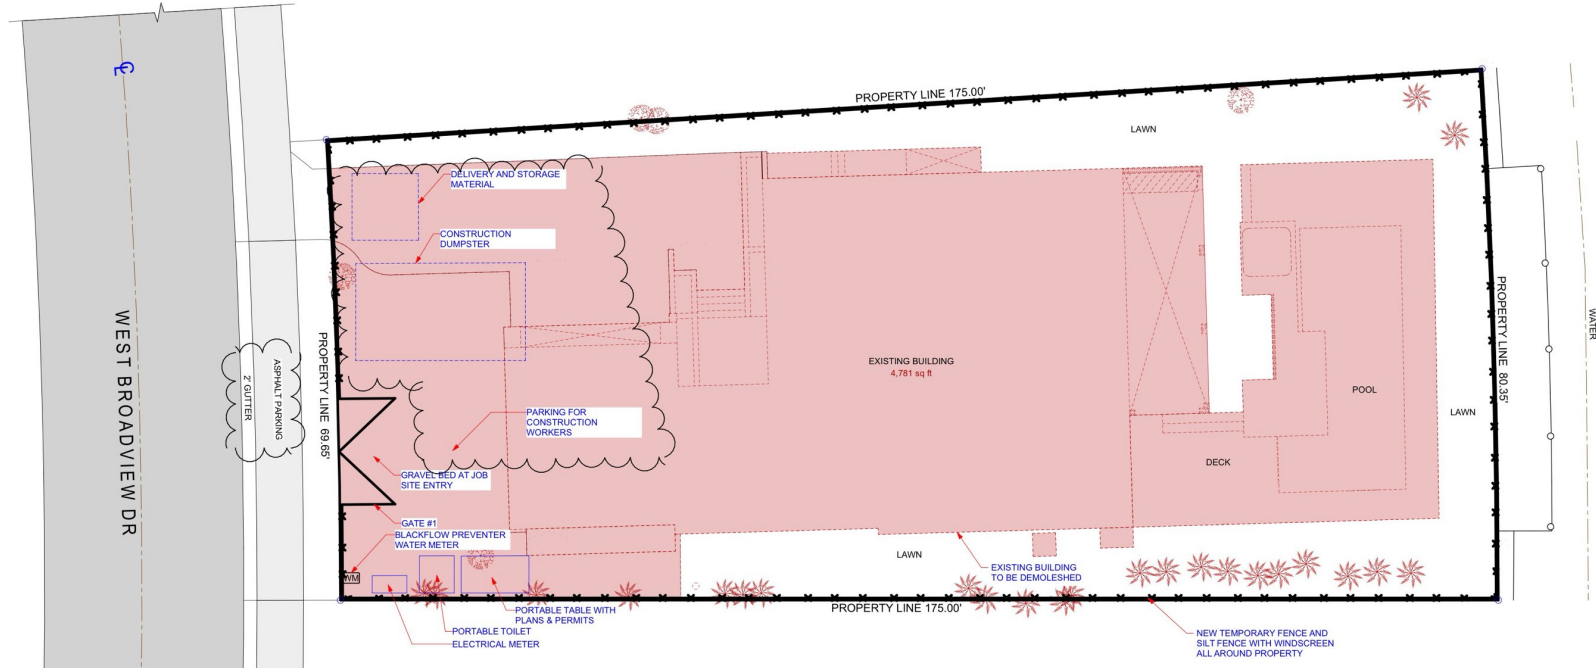 ℄
PROPERTY LINE 175.00'
LAWN
DELIVERY AND STORAGE
MATERIAL
CONSTRUCTION
DUMPSTER
WEST BROADVIEW DR
2' GUTTER
ASPHALT PARKING
PROPERTY LINE 69.65'
EXISTING BUILDING
4,781 sq ft
PARKING FOR
CONSTRUCTION
WORKERS
POOL
LAWN
PROPERTY LINE 80.35'
WATER
DECK
GRAVEL BED AT JOB
SITE ENTRY
GATE #1
BLACKFLOW PREVENTER
WATER METER
WM
LAWN
EXISTING BUILDING
TO BE DEMOLESHED
PORTABLE TABLE WITH
PLANS & PERMITS
PORTABLE TOILET
ELECTRICAL METER
PROPERTY LINE 175.00'
NEW TEMPORARY FENCE AND
SILT FENCE WITH WINDSCREEN
ALL AROUND PROPERTY